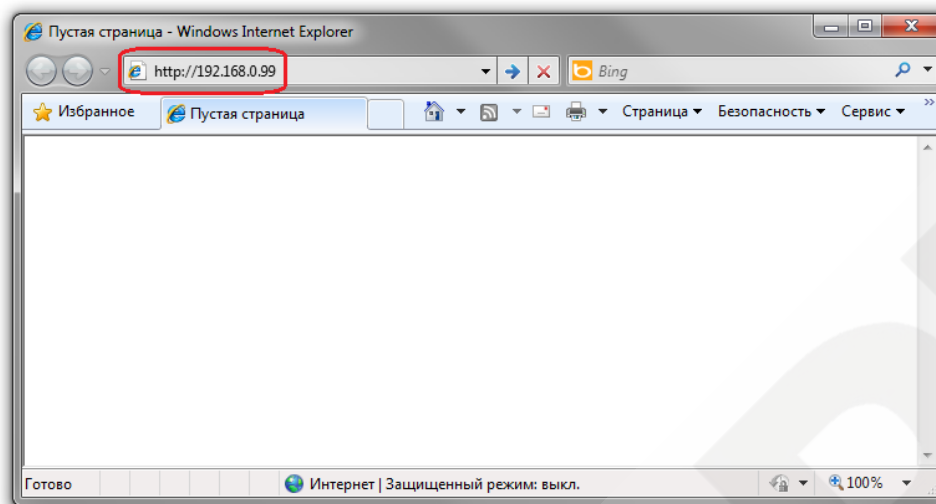 Пустая страница - Windows Internet Explorer
http://192.168.0.99
Bing
Избранное
Пустая страница
Страница
Безопасность
Сервис
Готово
Интернет | Защищенный режим: выкл.
100%